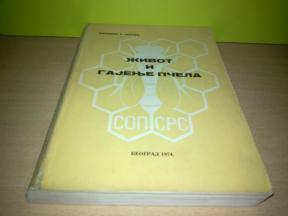 ЖИВОТ
И
ГАЈЕЊЕ ПЧЕЛА
СОП СРС
БЕОГРАД 1974.